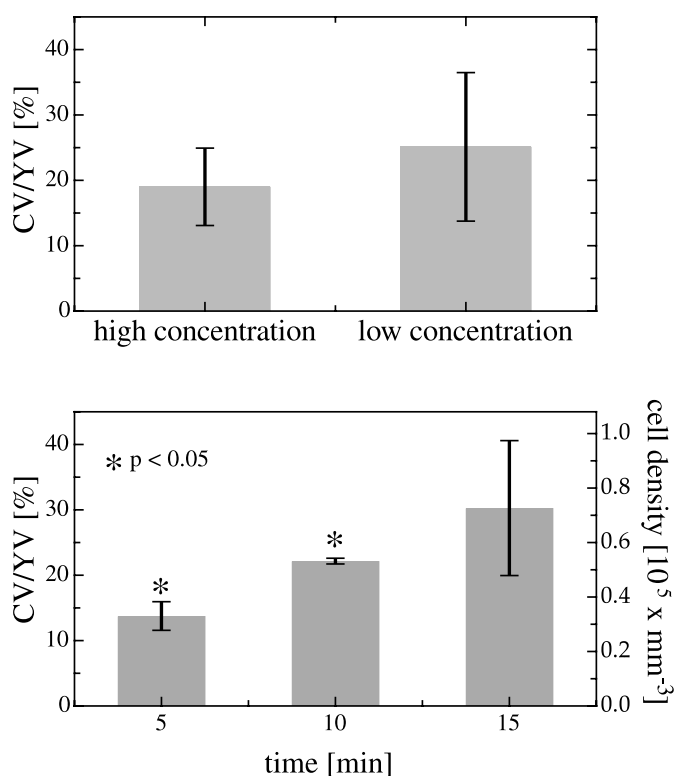 CV/YV [%]
40
30
20
10
0
high concentration low concentration
CV/YV [%]
40
30
20
10
0
* p < 0.05
*
*
1.0
0.8
0.6
0.4
0.2
0.0
cell density [10⁵ x mm⁻³]
5 10 15
time [min]